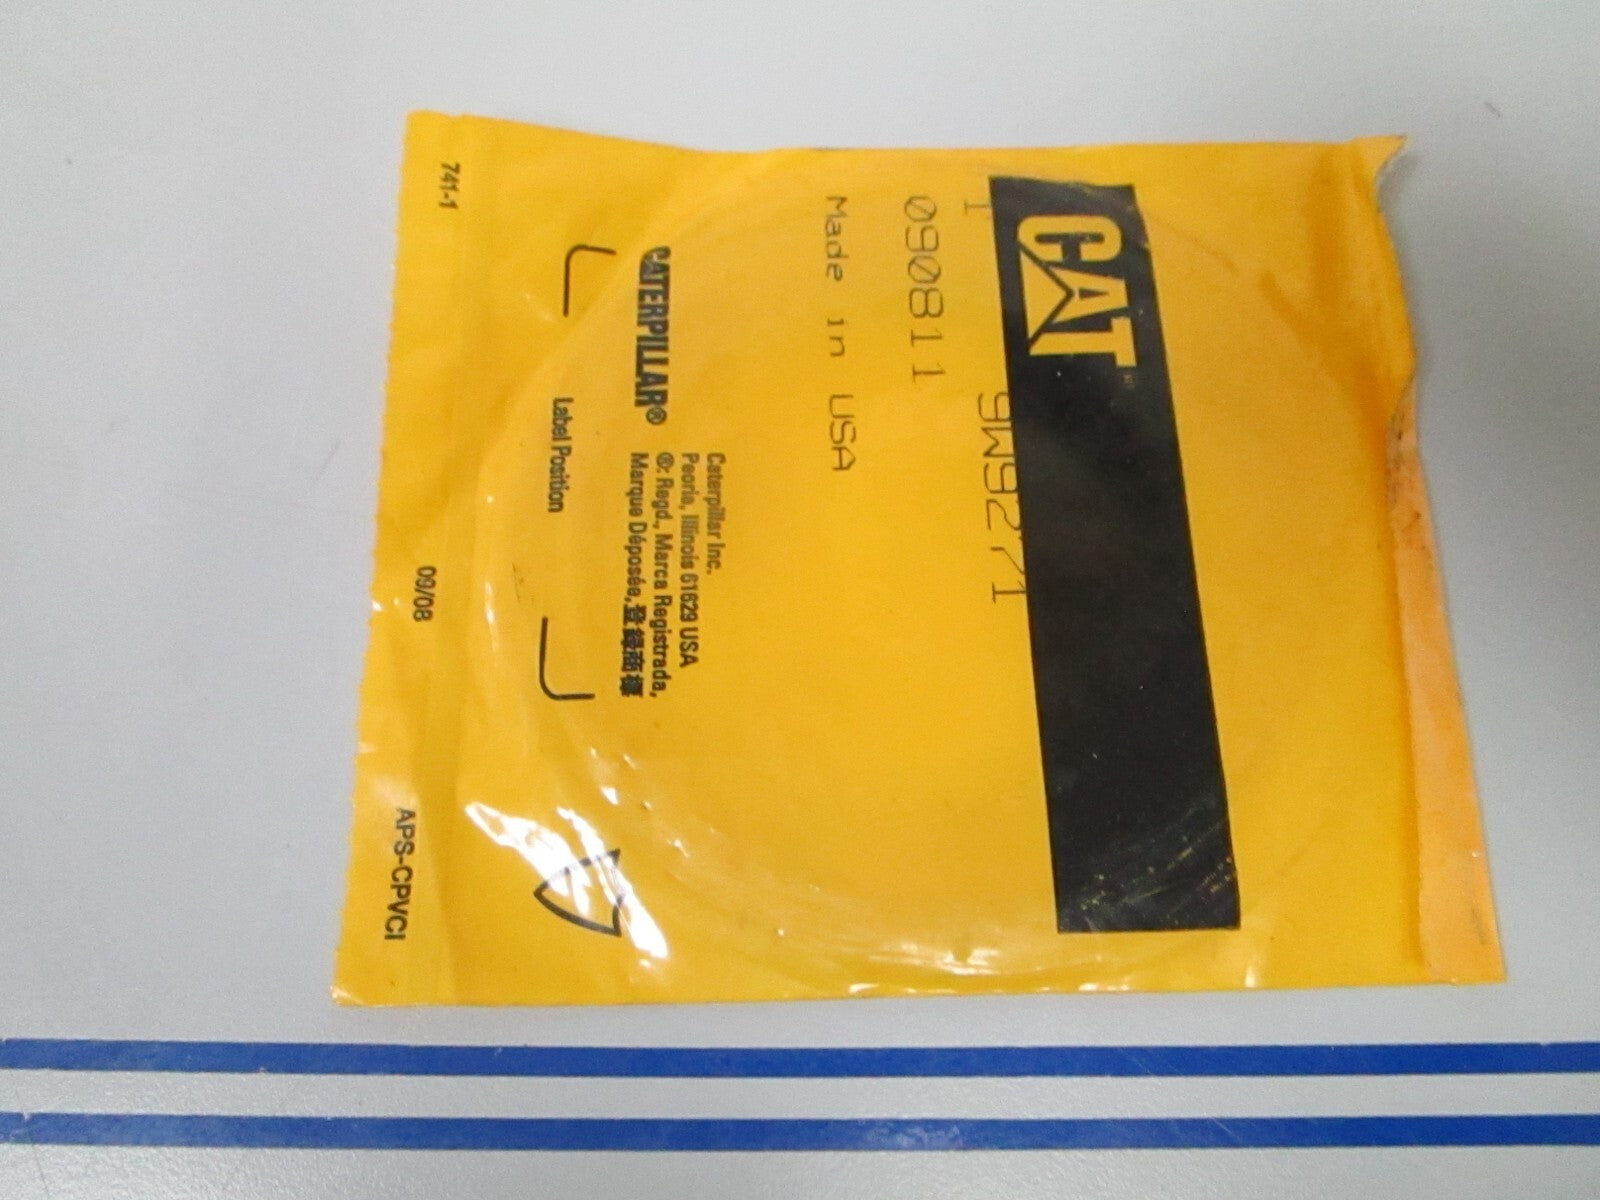 CAT
1 9W9271
090811
Made in USA
Caterpillar Inc.
Peoria, Illinois 61629 USA
CATERPILLAR® ®: Regd., Marca Registrada,
Marque Déposée,登録商標
Label Position
741-1 09/08 APS-CPVCI